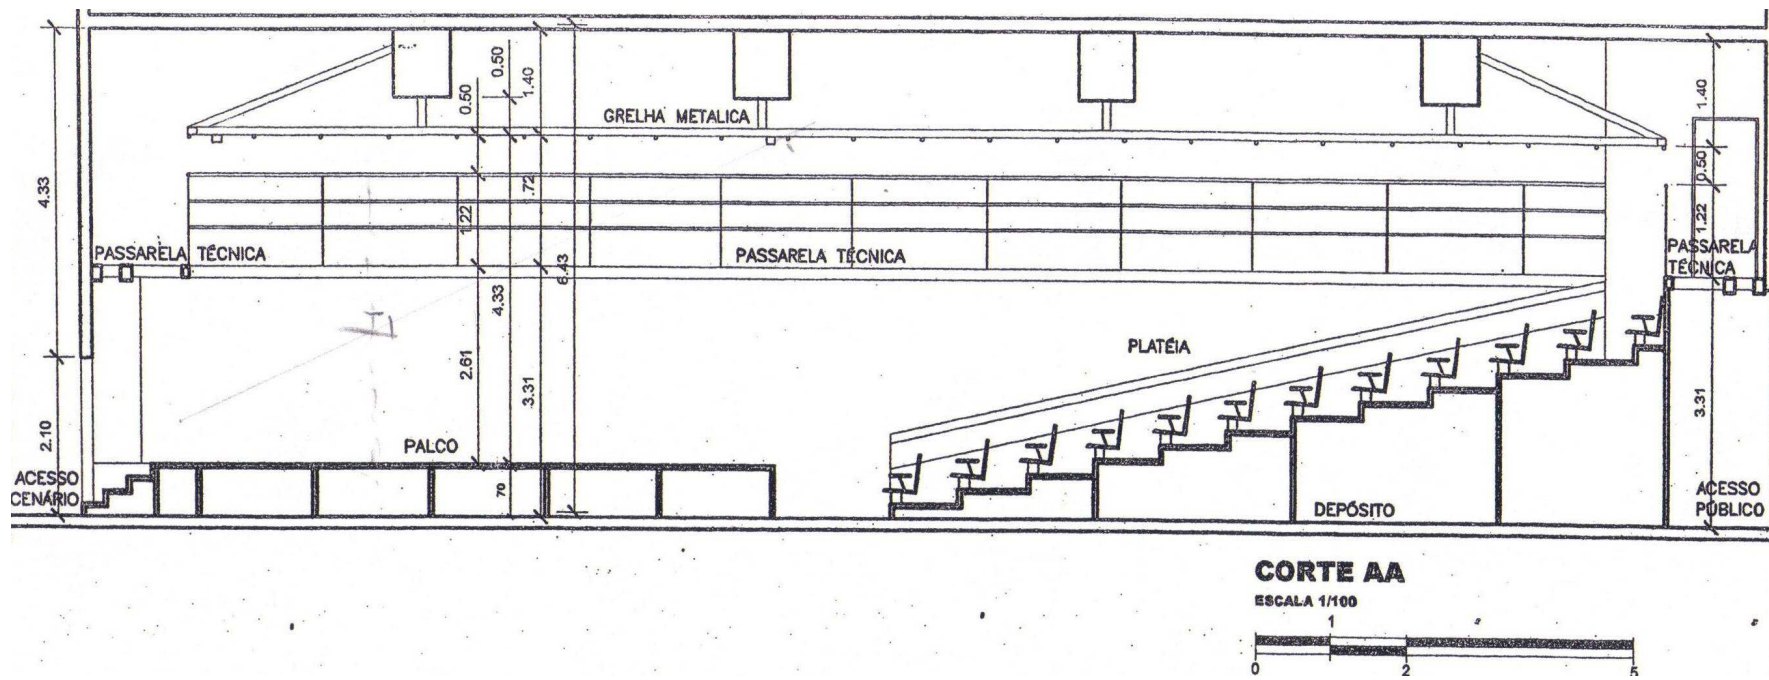 0.50
0.50
1.40
GRELHA METALICA
1.40
4.33
1.22
1.72
0.50
1.22
PASSARELA TÉCNICA
PASSARELA TÉCNICA
PASSARELA
TÉCNICA
6.43
4.33
2.61
3.31
PLATÉIA
3.31
2.10
PALCO
ACESSO
CENÁRIO
70
DEPÓSITO
ACESSO
PÚBLICO
CORTE AA
ESCALA 1/100
1
0
2
5